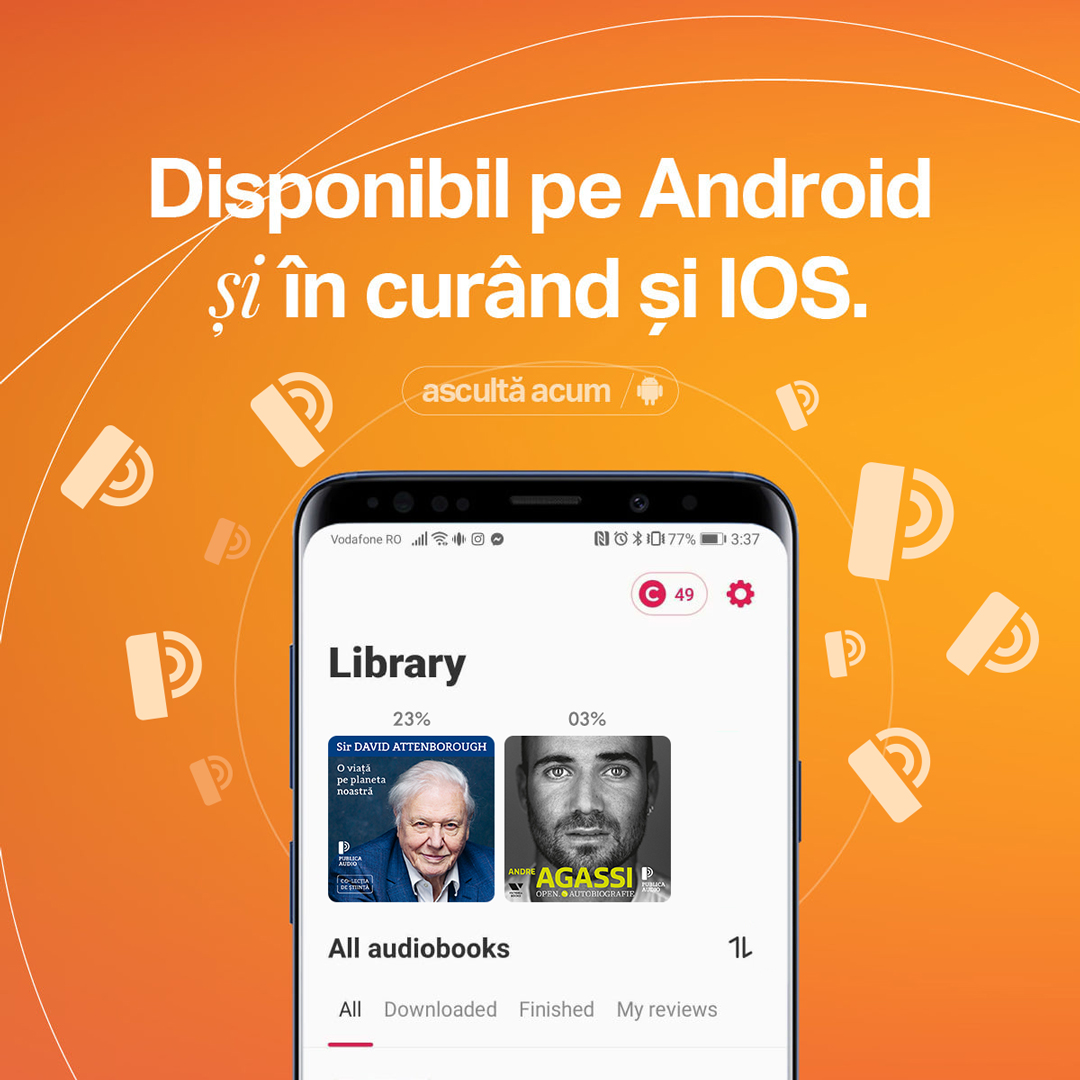 Disponibil pe Android
și în curând și IOS.
ascultă acum /
Vodafone RO
77%
3:37
C 49
Library
23%
03%
Sir DAVID ATTENBOROUGH
O viață
pe planeta
noastră
PUBLICA
AUDIO
CO-LECȚIA
DE ȘTIINȚĂ
ANDRE
AGASSI
OPEN. O AUTOBIOGRAFIE
PUBLICA
AUDIO
All audiobooks
All
Downloaded
Finished
My reviews